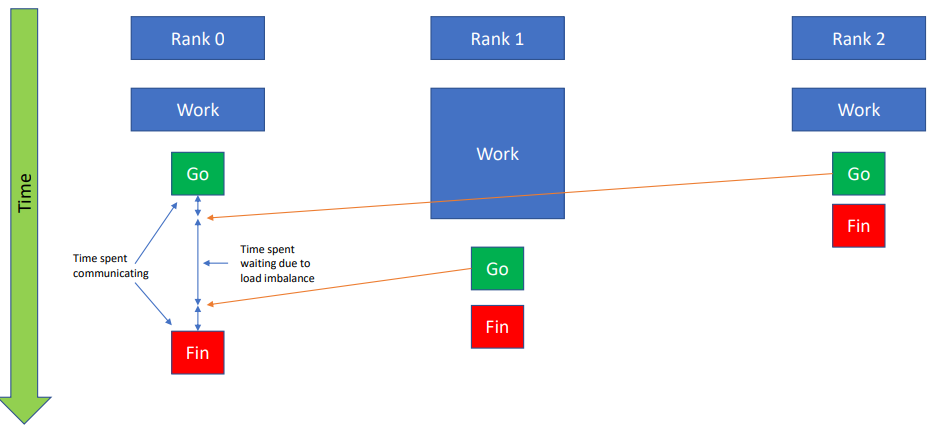 Rank 0
Rank 1
Rank 2
Work
Work
Work
Go
Go
Time
Fin
Time spent
waiting due to
load imbalance
Time spent
communicating
Go
Fin
Fin